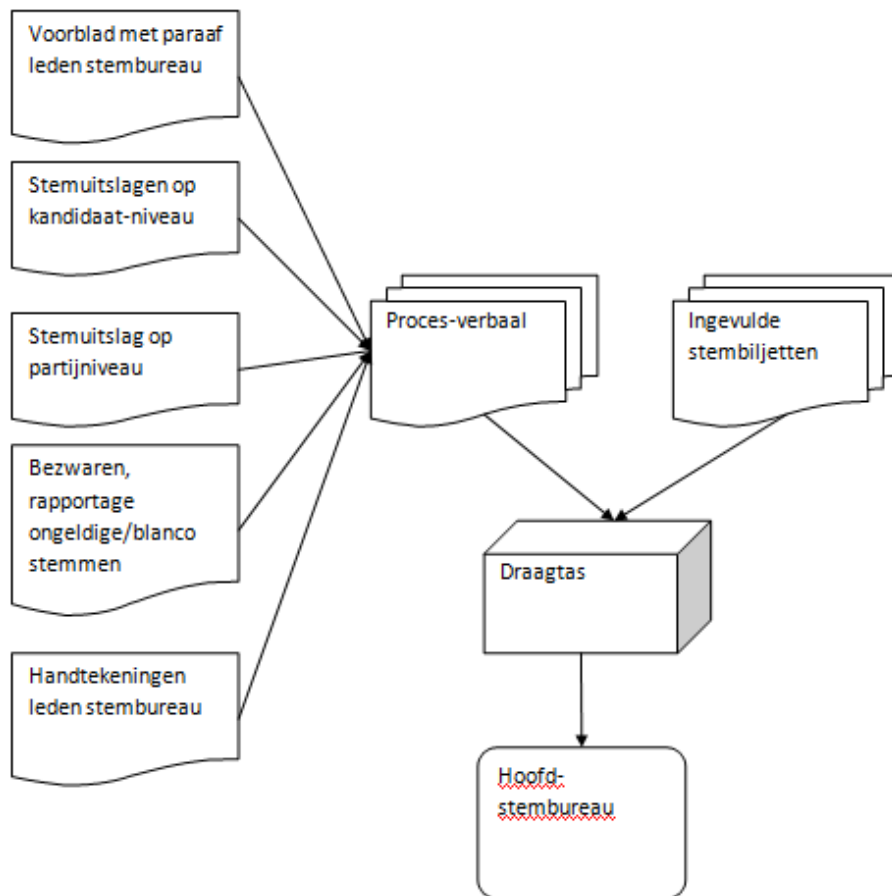 Voorblad met paraaf
leden stembureau
Stemuitslagen op
kandidaat-niveau
Stemuitslag op
partijniveau
Bezwaren,
rapportage
ongeldige/blanco
stemmen
Handtekeningen
leden stembureau
Proces-verbaal
Ingevulde
stembiljetten
Draagtas
Hoofd-
stembureau